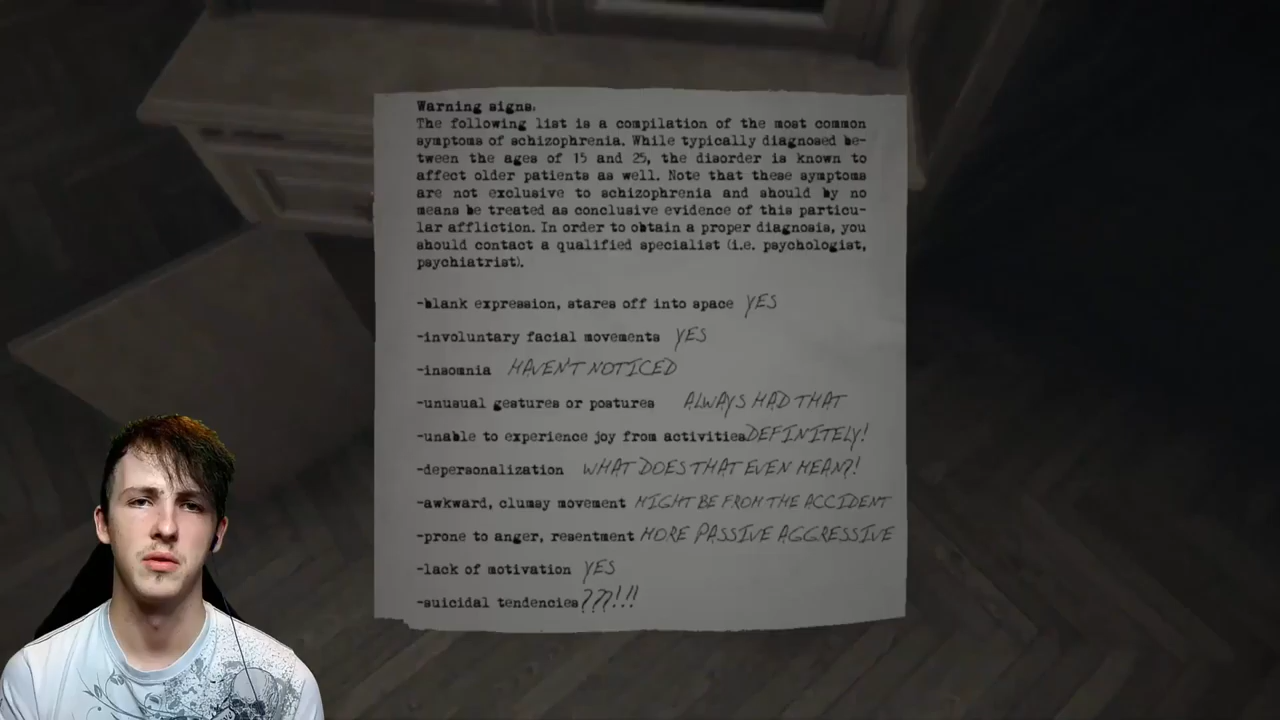 Warning signs.
The following list is a compilation of the most common
symptoms of schizophrenia. While typically diagnosed be-
tween the ages of 15 and 25, the disorder is known to
affect older patients as well. Note that these symptoms
are not exclusive to schizophrenia and should by no
means be treated as conclusive evidence of this particu-
lar affliction. In order to obtain a proper diagnosis, you
should contact a qualified specialist (i.e. psychologist,
psychiatrist).
-blank expression, stares off into space YES
-involuntary facial movements YES
-insomnia HAVEN'T NOTICED
-unusual gestures or postures ALWAYS HAD THAT
-unable to experience joy from activities DEFINITELY!
-depersonalization WHAT DOES THAT EVEN MEAN?!
-awkward, clumsy movement MIGHT BE FROM THE ACCIDENT
-prone to anger, resentment MORE PASSIVE AGGRESSIVE
-lack of motivation YES
-suicidal tendencies ???!!!